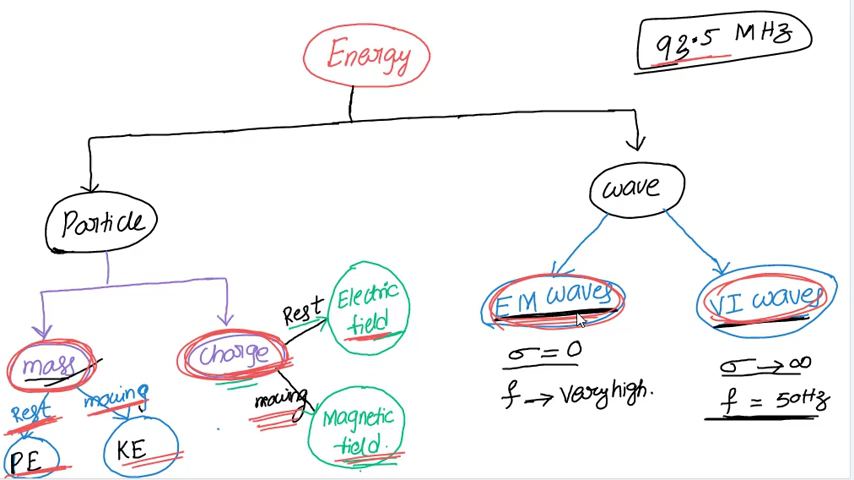 92.5 MHz
Energy
Particle
wave
mass
charge
Rest
moving
PE
KE
Rest
Electric
field
moving
Magnetic
field.
EM waves
σ = 0
f → Very high.
VI waves
σ → ∞
f = 50Hz